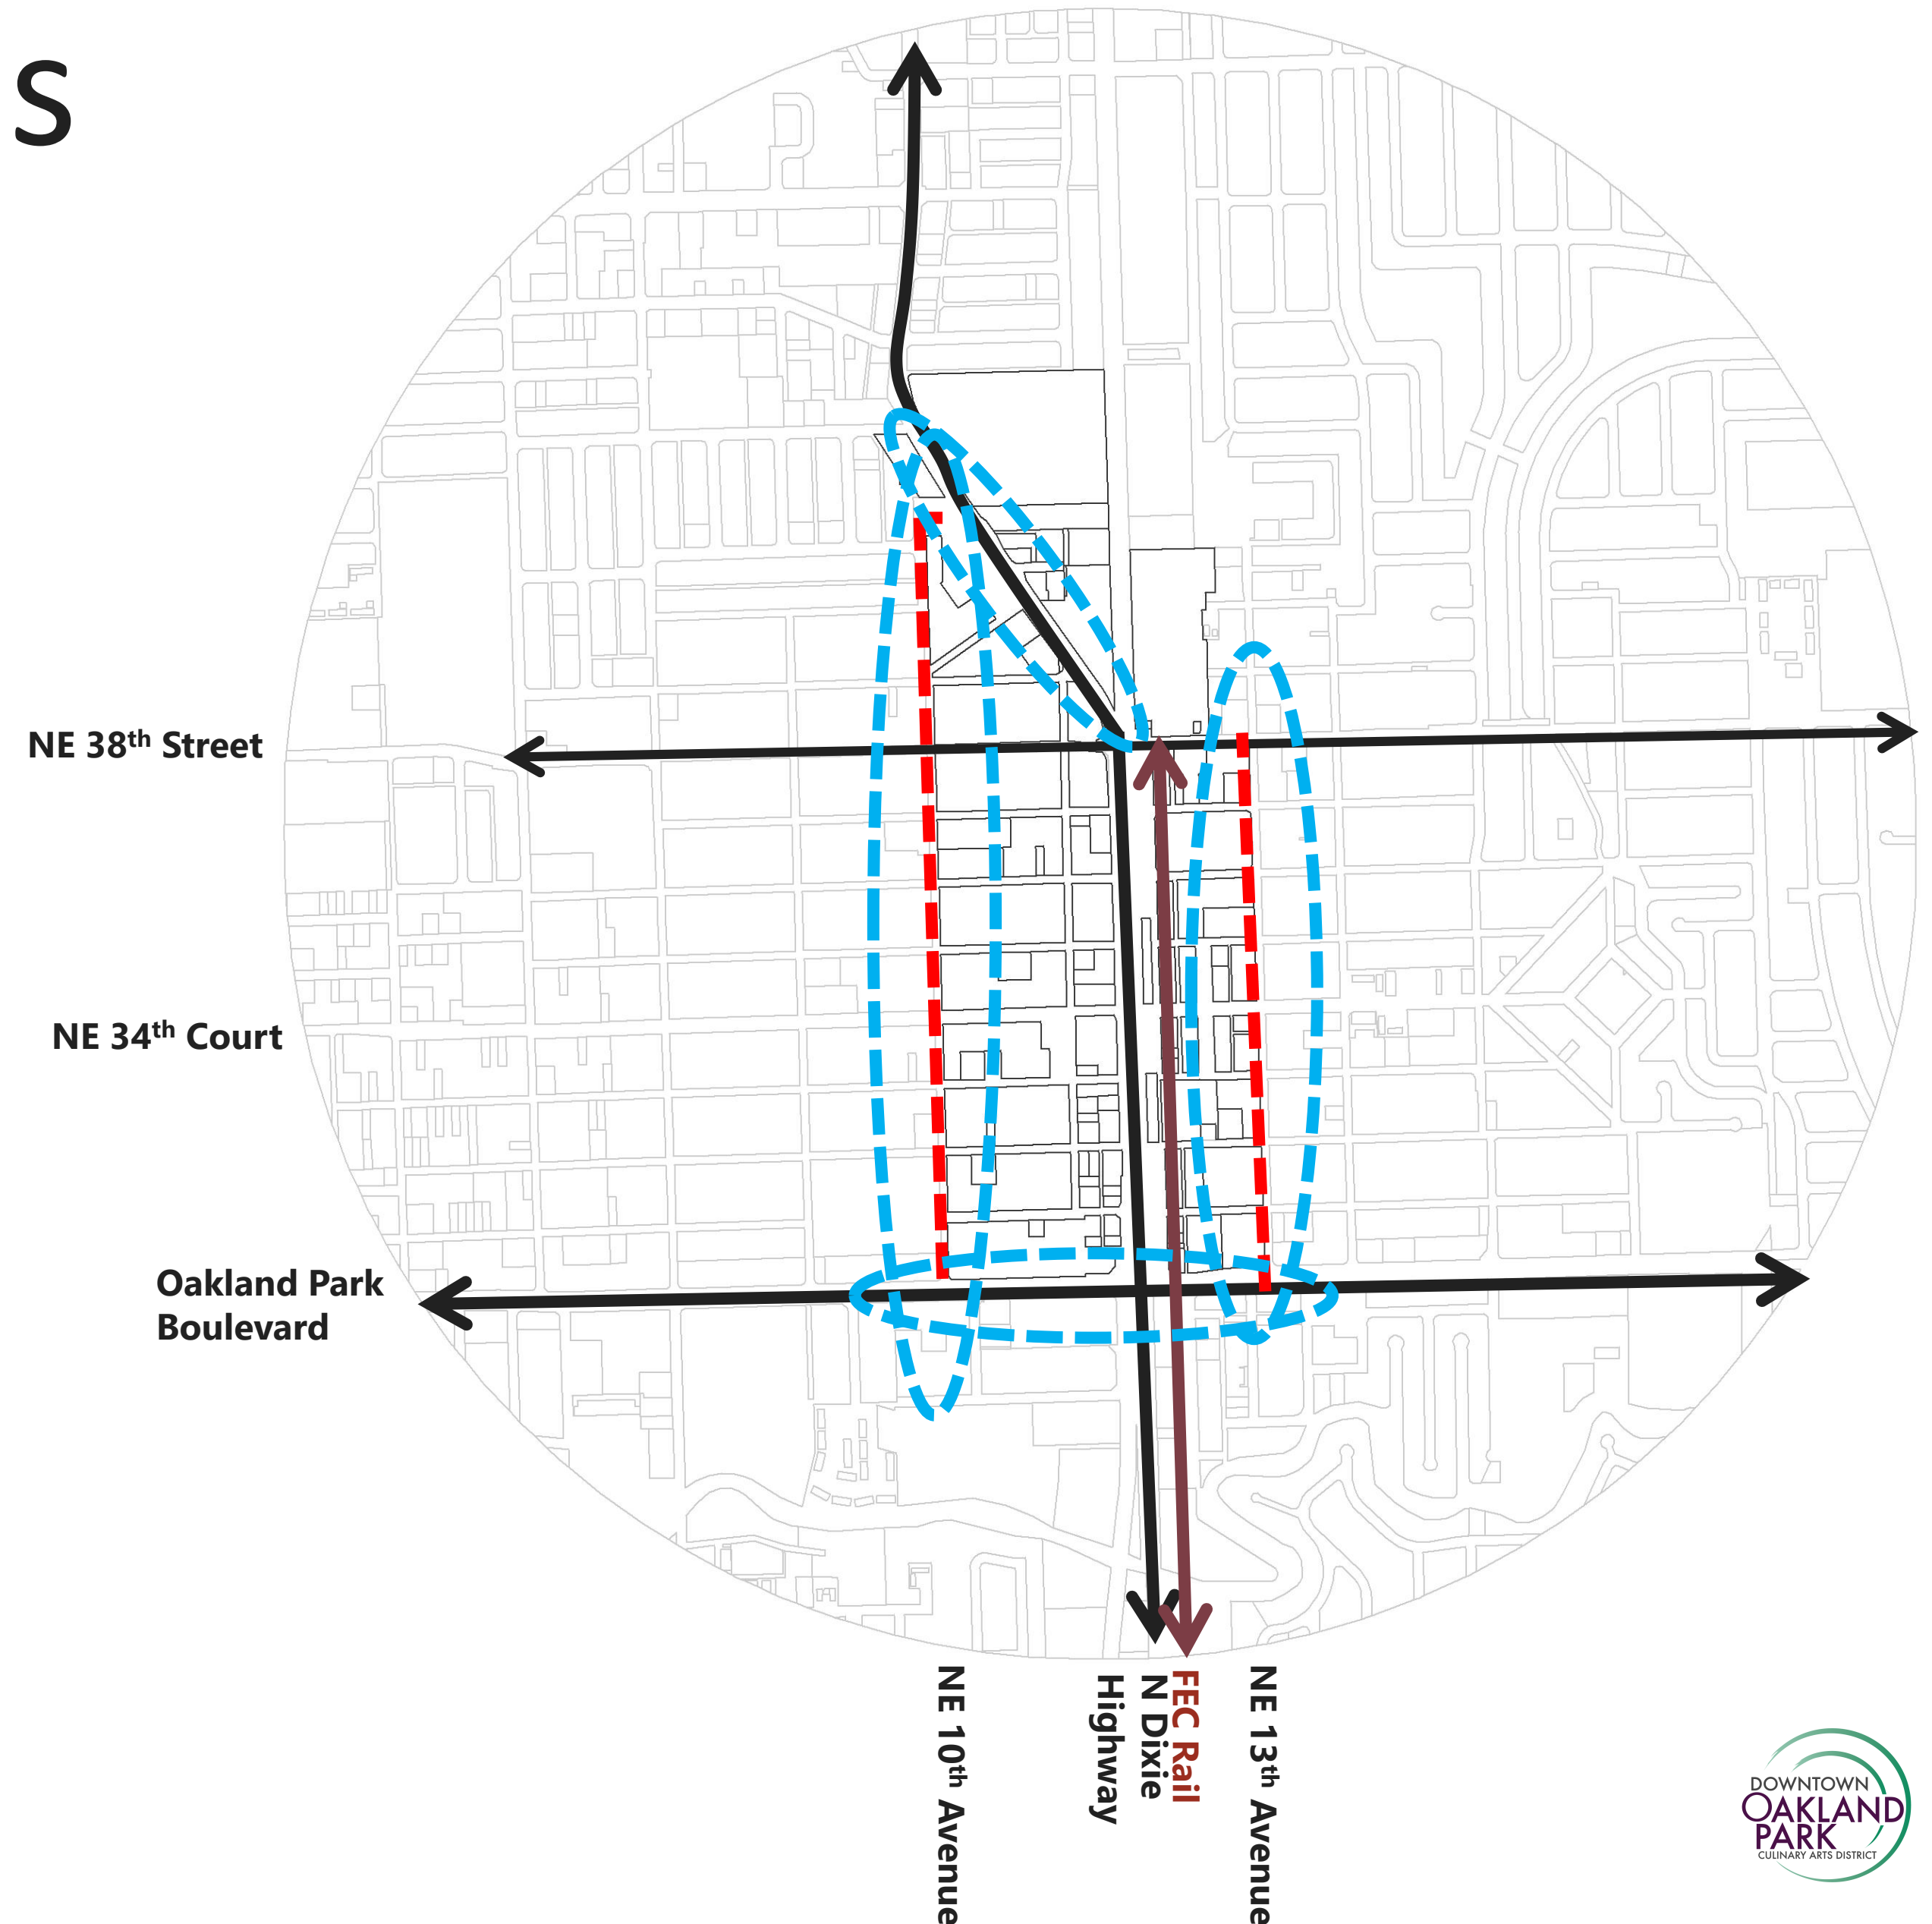 S
NE 38th Street
NE 34th Court
Oakland Park
Boulevard
NE 10th Avenue
N Dixie
Highway
FEC Rail
NE 13th Avenue
DOWNTOWN
OAKLAND
PARK
CULINARY ARTS DISTRICT